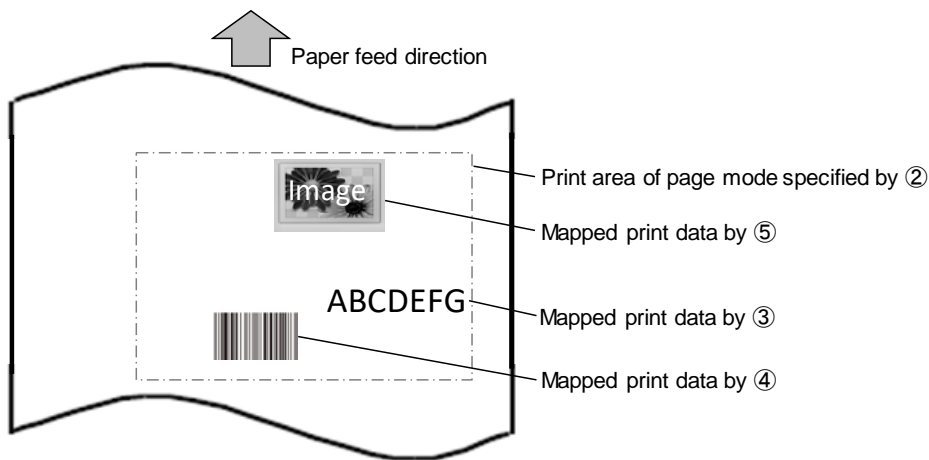 Paper feed direction
Image
Print area of page mode specified by ②
Mapped print data by ⑤
ABCDEFG
Mapped print data by ③
Mapped print data by ④